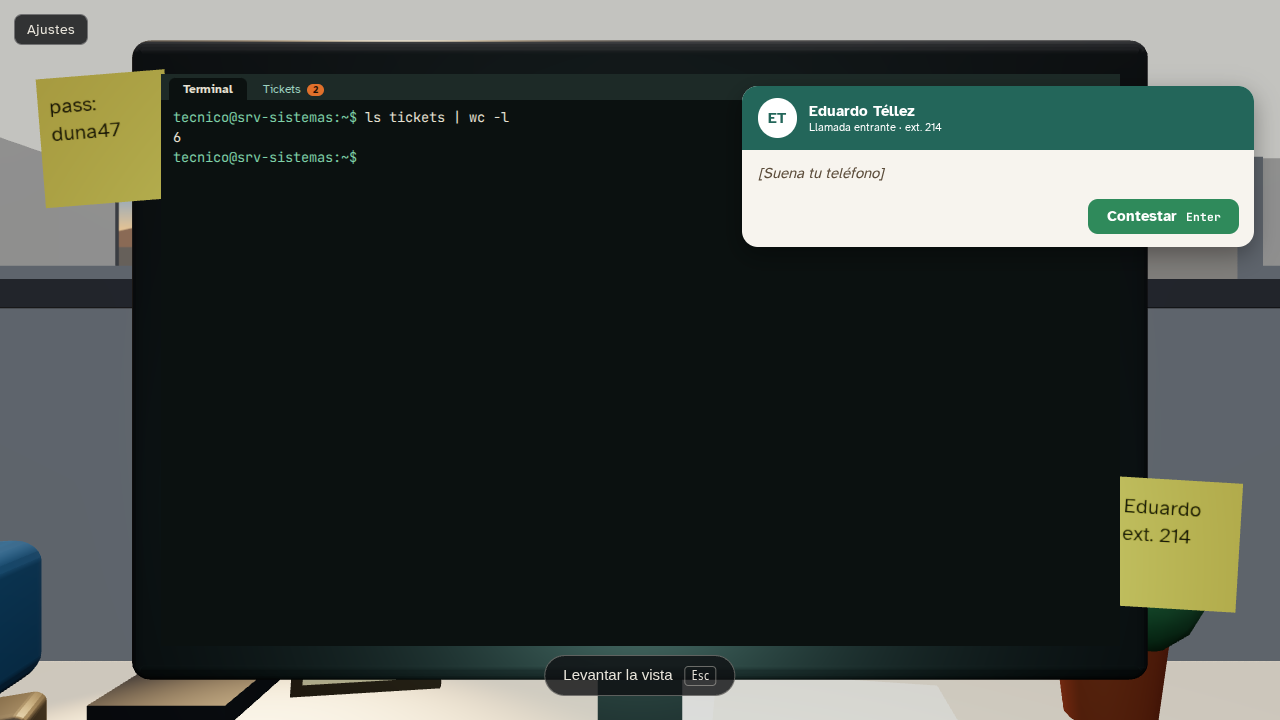 Ajustes
pass:
duna47
Terminal
Tickets 2
tecnico@srv-sistemas:~$ ls tickets | wc -l
6
tecnico@srv-sistemas:~$
ET
Eduardo Téllez
Llamada entrante · ext. 214
[Suena tu teléfono]
Contestar Enter
Eduardo
ext. 214
Levantar la vista Esc